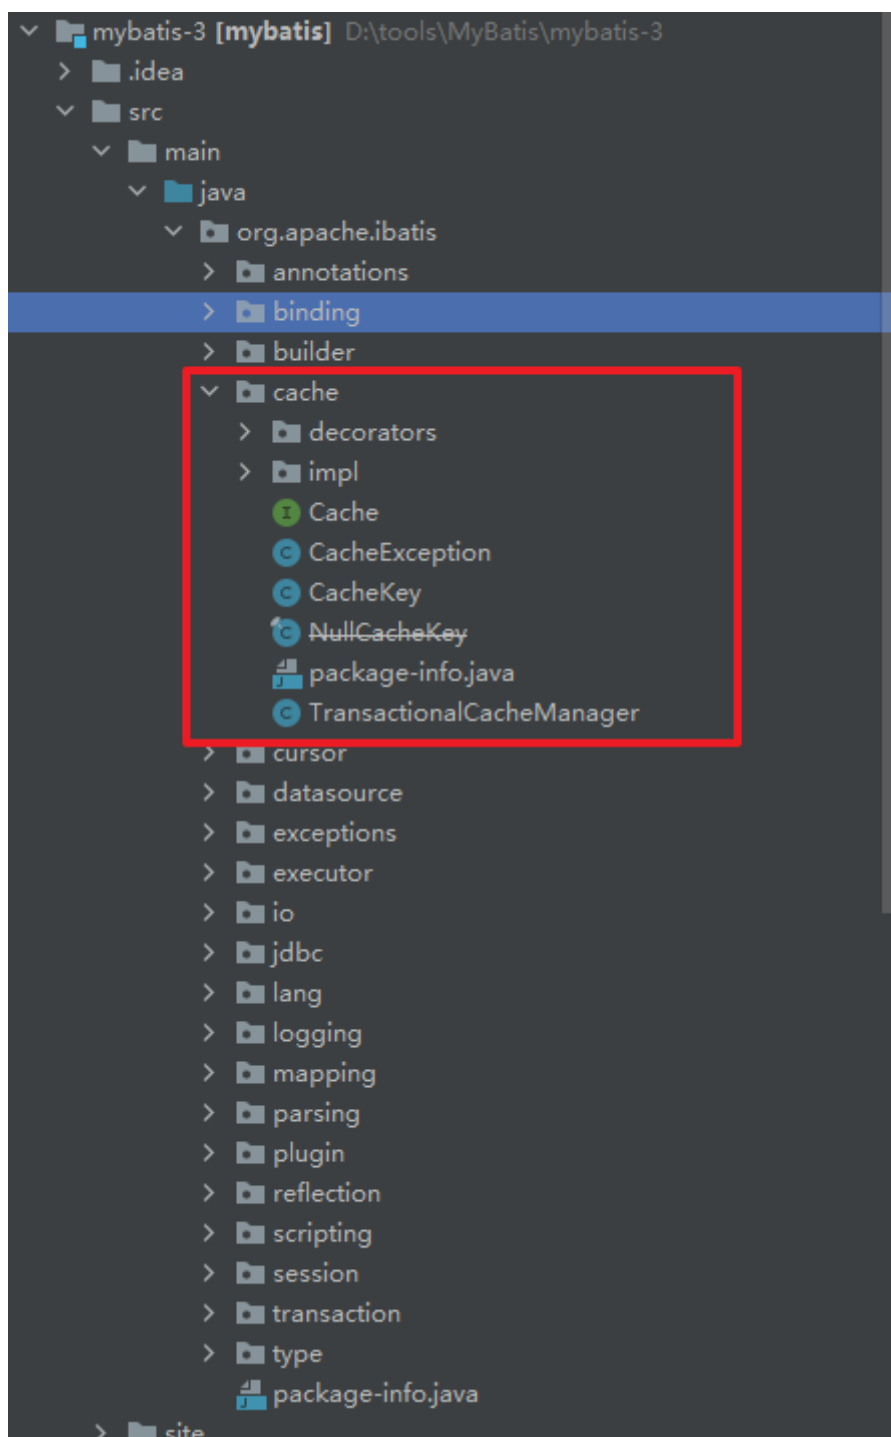 mybatis-3 [mybatis] D:\tools\MyBatis\mybatis-3
.idea
src
main
java
org.apache.ibatis
annotations
binding
builder
cache
decorators
impl
Cache
CacheException
CacheKey
NullCacheKey
package-info.java
TransactionalCacheManager
cursor
datasource
exceptions
executor
io
jdbc
lang
logging
mapping
parsing
plugin
reflection
scripting
session
transaction
type
package-info.java
site